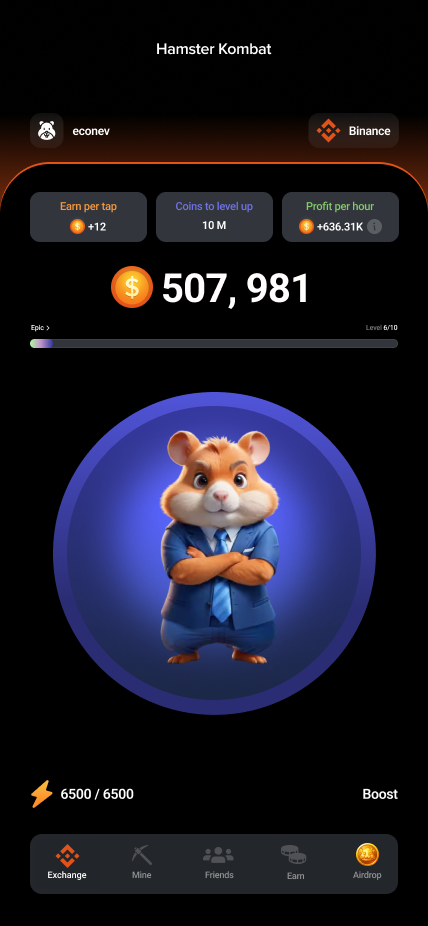 Hamster Kombat
econev
Binance
Earn per tap
+12
Coins to level up
10 M
Profit per hour
+636.31K
507, 981
Epic >
Level 6/10
6500 / 6500
Boost
Exchange
Mine
Friends
Earn
Airdrop